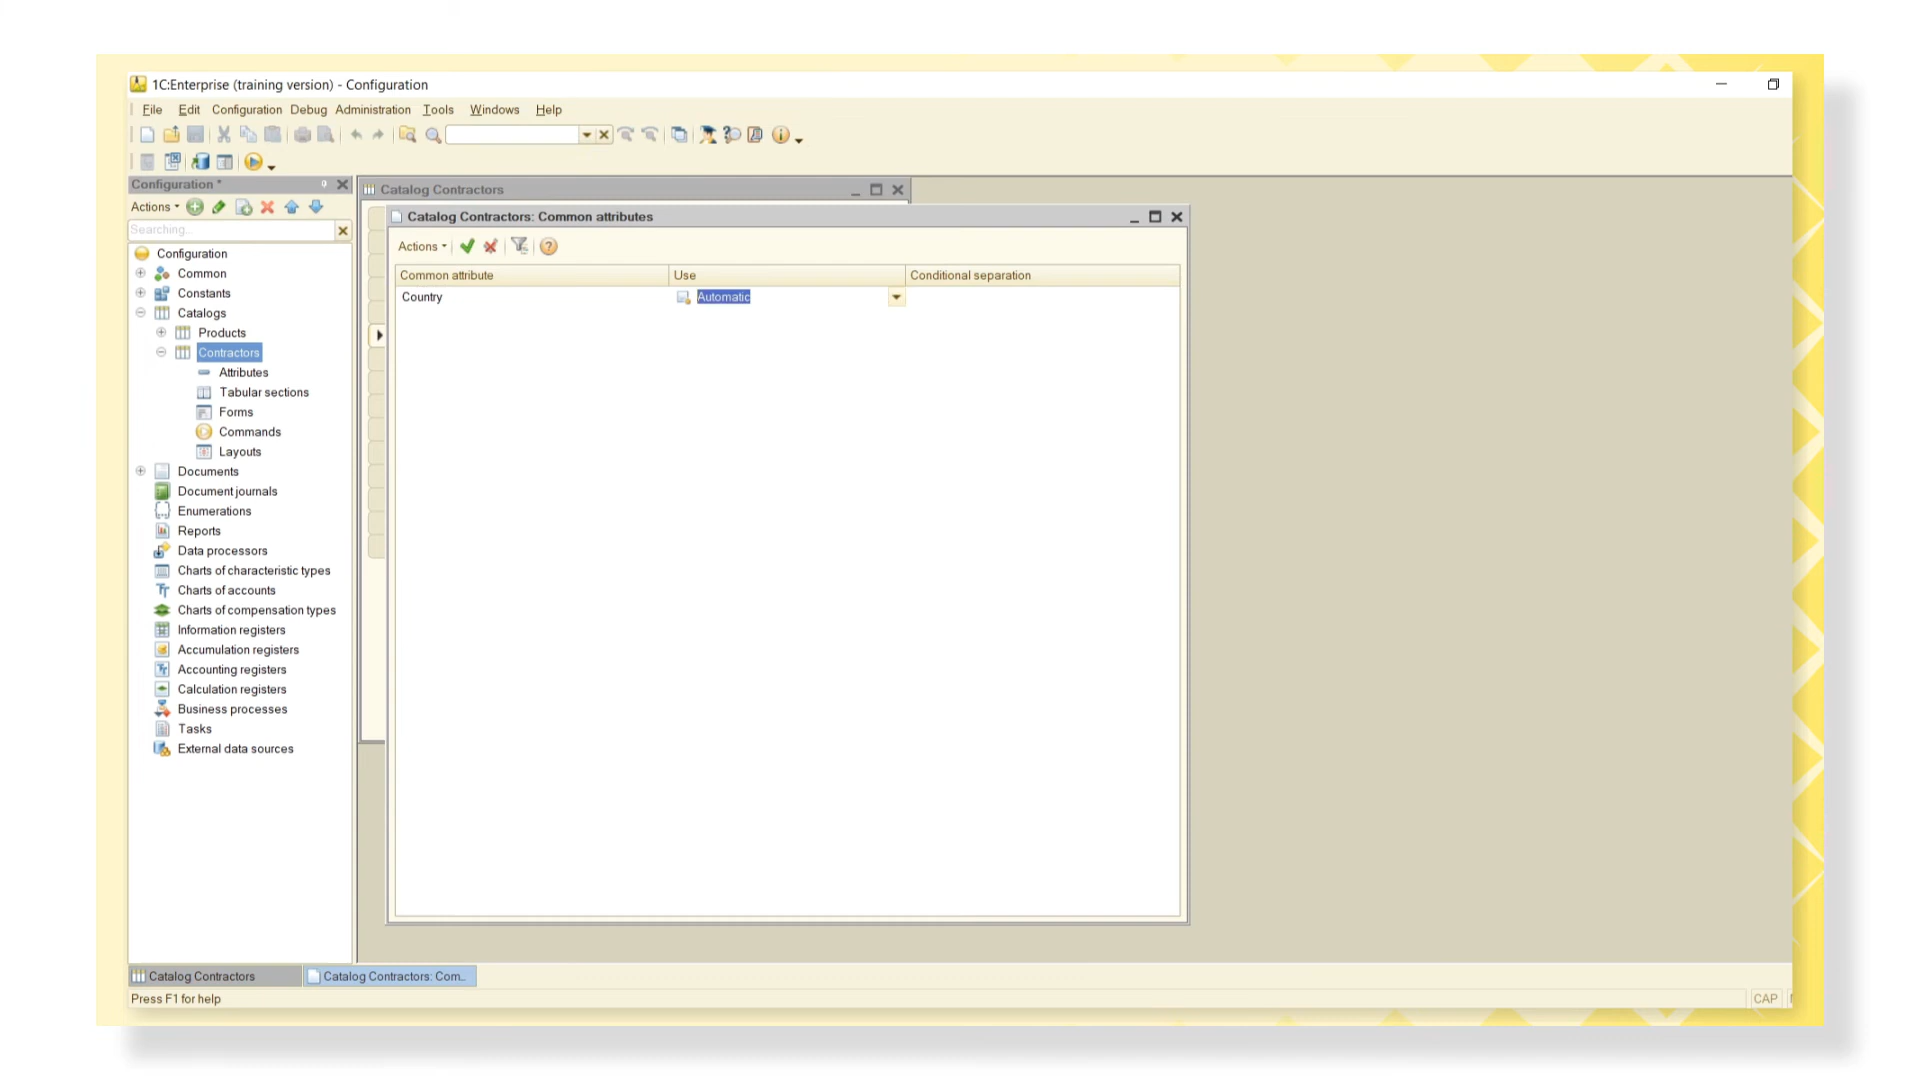 1C:Enterprise (training version) - Configuration
File Edit Configuration Debug Administration Tools Windows Help
Configuration *
Actions
Searching...
Configuration
Common
Constants
Catalogs
Products
Contractors
Attributes
Tabular sections
Forms
Commands
Layouts
Documents
Document journals
Enumerations
Reports
Data processors
Charts of characteristic types
Charts of accounts
Charts of compensation types
Information registers
Accumulation registers
Accounting registers
Calculation registers
Business processes
Tasks
External data sources
Catalog Contractors
Catalog Contractors: Common attributes
Actions
Common attribute Use Conditional separation
Country Automatic
Catalog Contractors Catalog Contractors: Com...
Press F1 for help CAP